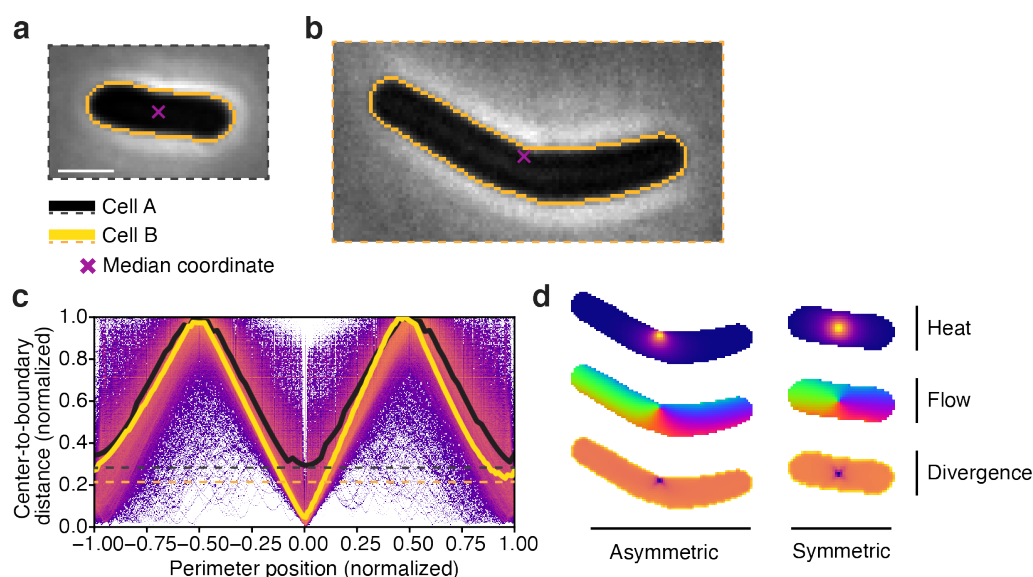 a
b
Cell A
Cell B
Median coordinate
c
d
Center-to-boundary
distance (normalized)
1.0
0.8
0.6
0.4
0.2
0.0
−1.00 −0.75 −0.50 −0.25 0.00 0.25 0.50 0.75 1.00
Perimeter position (normalized)
Heat
Flow
Divergence
Asymmetric
Symmetric